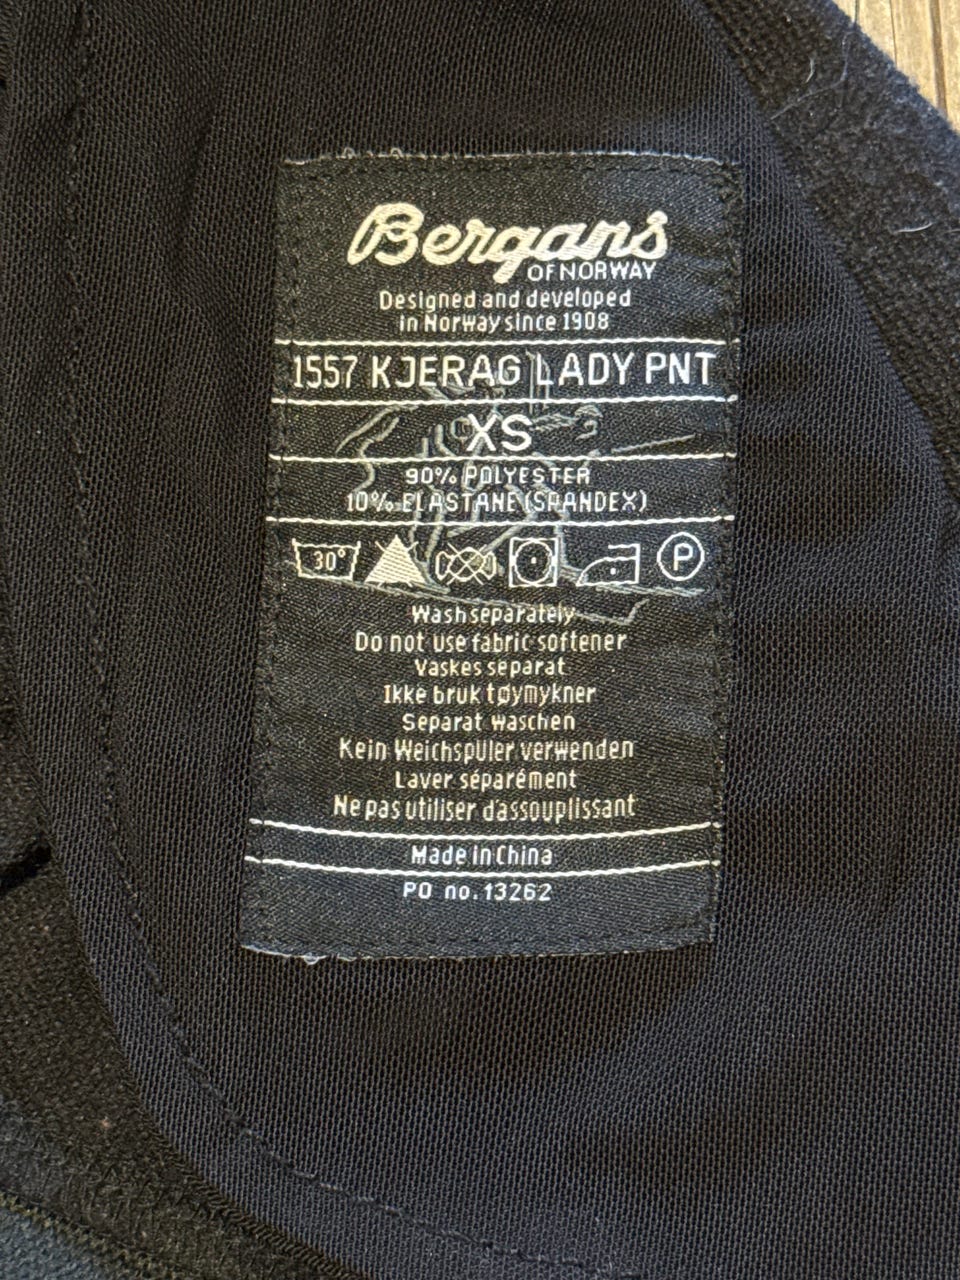 Bergans
OF NORWAY
Designed and developed
in Norway since 1908
1557 KJERAG LADY PNT
XS
90% POLYESTER
10% ELASTANE (SPANDEX)
30° P
Wash separately
Do not use fabric softener
Vaskes separat
Ikke bruk tøymykner
Separat waschen
Kein Weichspüler verwenden
Laver séparément
Ne pas utiliser d'assouplissant
Made in China
PO no. 13262